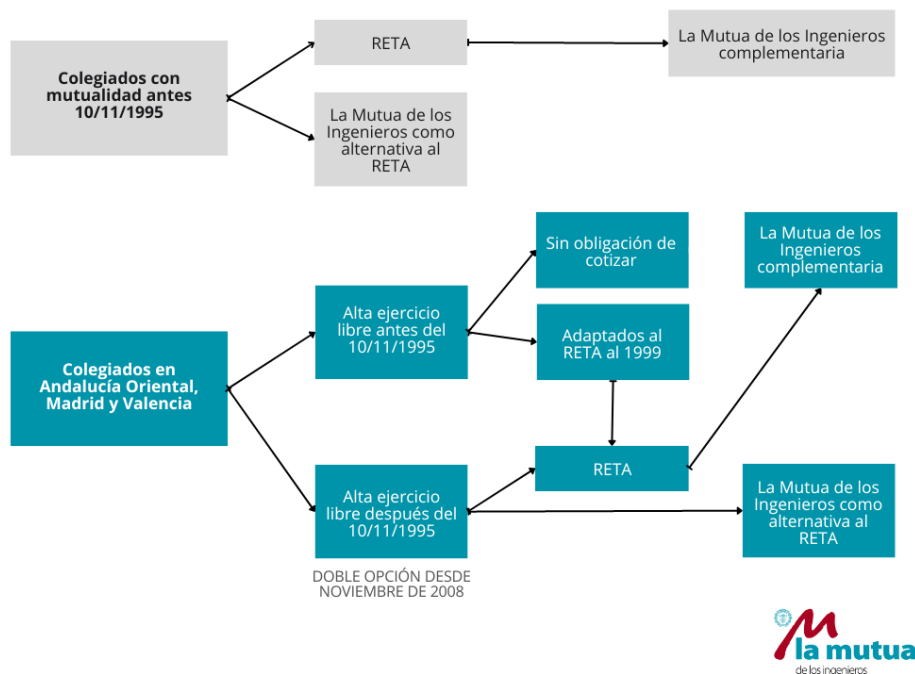 Colegiados con
mutualidad antes
10/11/1995
RETA
La Mutua de los Ingenieros
complementaria
La Mutua de los
Ingenieros como
alternativa al
RETA
Colegiados en
Andalucía Oriental,
Madrid y Valencia
Alta ejercicio
libre antes del
10/11/1995
Sin obligación de
cotizar
Adaptados al
RETA al 1999
La Mutua de los
Ingenieros
complementaria
Alta ejercicio
libre después del
10/11/1995
DOBLE OPCIÓN DESDE
NOVIEMBRE DE 2008
RETA
La Mutua de los
Ingenieros como
alternativa al
RETA
la mutua
de los ingenieros